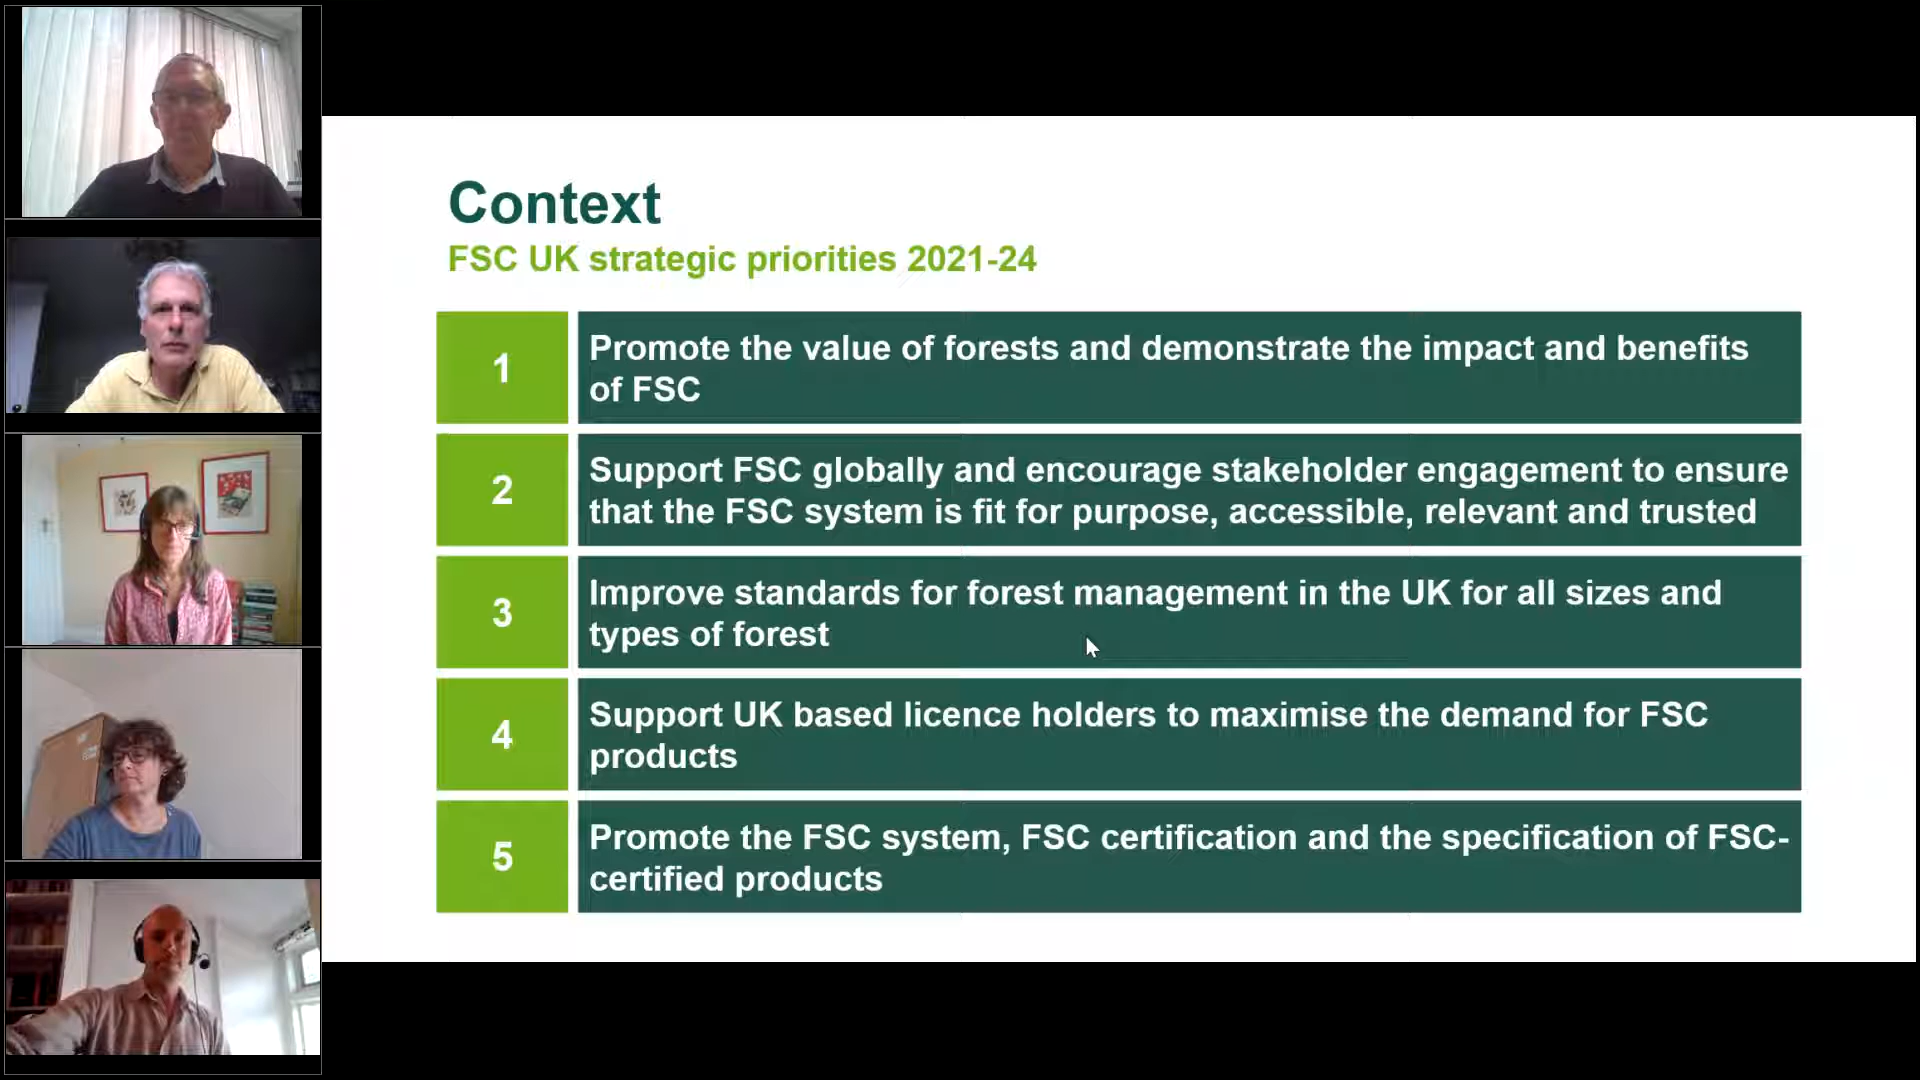 Context
FSC UK strategic priorities 2021-24
1
Promote the value of forests and demonstrate the impact and benefits
of FSC
2
Support FSC globally and encourage stakeholder engagement to ensure
that the FSC system is fit for purpose, accessible, relevant and trusted
3
Improve standards for forest management in the UK for all sizes and
types of forest
4
Support UK based licence holders to maximise the demand for FSC
products
5
Promote the FSC system, FSC certification and the specification of FSC-
certified products